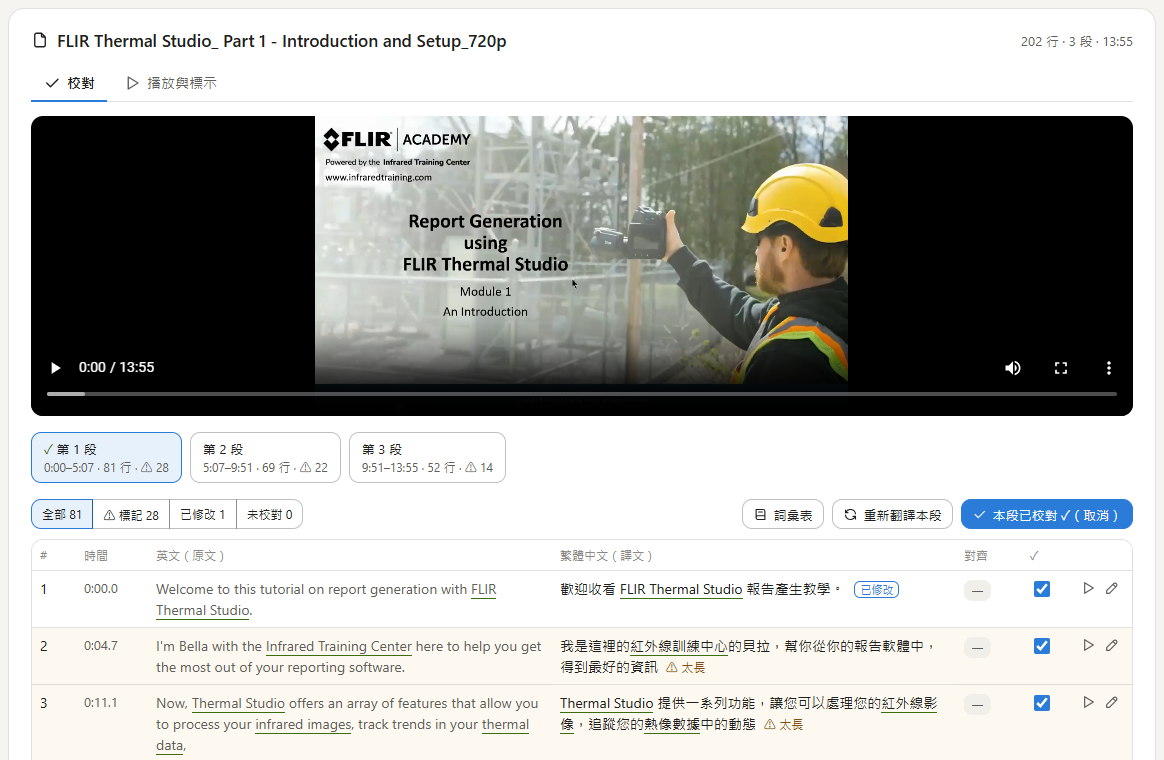 FLIR Thermal Studio_ Part 1 - Introduction and Setup_720p
202 行 · 3 段 · 13:55
校對
播放與標示
FLIR ACADEMY
Powered by the Infrared Training Center
www.infraredtraining.com
Report Generation
using
FLIR Thermal Studio
Module 1
An Introduction
0:00 / 13:55
✓ 第 1 段
0:00–5:07 · 81 行 · ⚠ 28
第 2 段
5:07–9:51 · 69 行 · ⚠ 22
第 3 段
9:51–13:55 · 52 行 · ⚠ 14
全部 81
⚠ 標記 28
已修改 1
未校對 0
詞彙表
重新翻譯本段
本段已校對 ✓（取消）
# 時間 英文（原文） 繁體中文（譯文） 對齊 ✓
1 0:00.0 Welcome to this tutorial on report generation with FLIR
Thermal Studio.
歡迎收看 FLIR Thermal Studio 報告產生教學。 已修改 —
2 0:04.7 I'm Bella with the Infrared Training Center here to help you get
the most out of your reporting software.
我是這裡的紅外線訓練中心的貝拉，幫你從你的報告軟體中，
得到最好的資訊 ⚠ 太長 —
3 0:11.1 Now, Thermal Studio offers an array of features that allow you
to process your infrared images, track trends in your thermal
data,
Thermal Studio 提供一系列功能，讓您可以處理您的紅外線影
像，追蹤您的熱像數據中的動態 ⚠ 太長 —